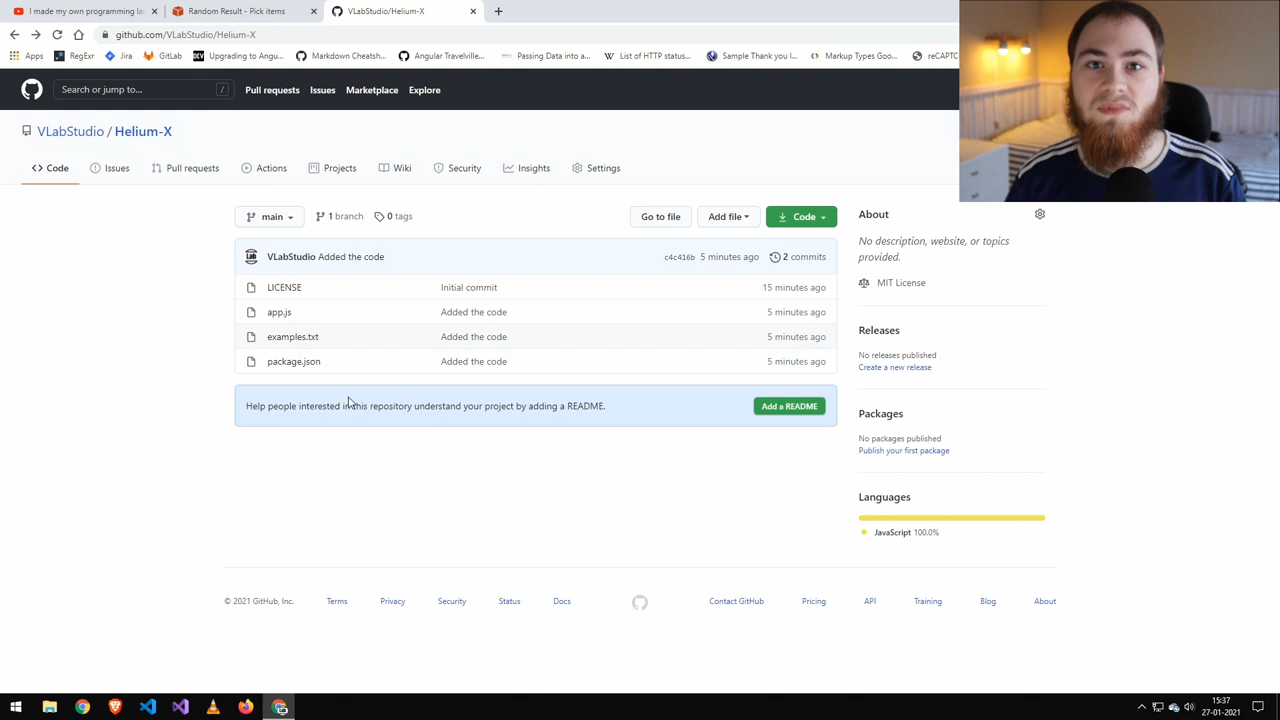 I made my own programming la
Random Result - Pick items
VLabStudio/Helium-X
github.com/VLabStudio/Helium-X
Apps RegExr Jira GitLab Upgrading to Angu... Markdown Cheatsh... Angular Travelville... Passing Data into a... List of HTTP status... Sample Thank you l... Markup Types Goo... reCAPTC
Search or jump to... / Pull requests Issues Marketplace Explore
VLabStudio / Helium-X
Code Issues Pull requests Actions Projects Wiki Security Insights Settings
main 1 branch 0 tags Go to file Add file Code
VLabStudio Added the code c4c416b 5 minutes ago 2 commits
LICENSE Initial commit 15 minutes ago
app.js Added the code 5 minutes ago
examples.txt Added the code 5 minutes ago
package.json Added the code 5 minutes ago
Help people interested in this repository understand your project by adding a README. Add a README
About
No description, website, or topics
provided.
MIT License
Releases
No releases published
Create a new release
Packages
No packages published
Publish your first package
Languages
JavaScript 100.0%
© 2021 GitHub, Inc. Terms Privacy Security Status Docs Contact GitHub Pricing API Training Blog About
15:37
27-01-2021